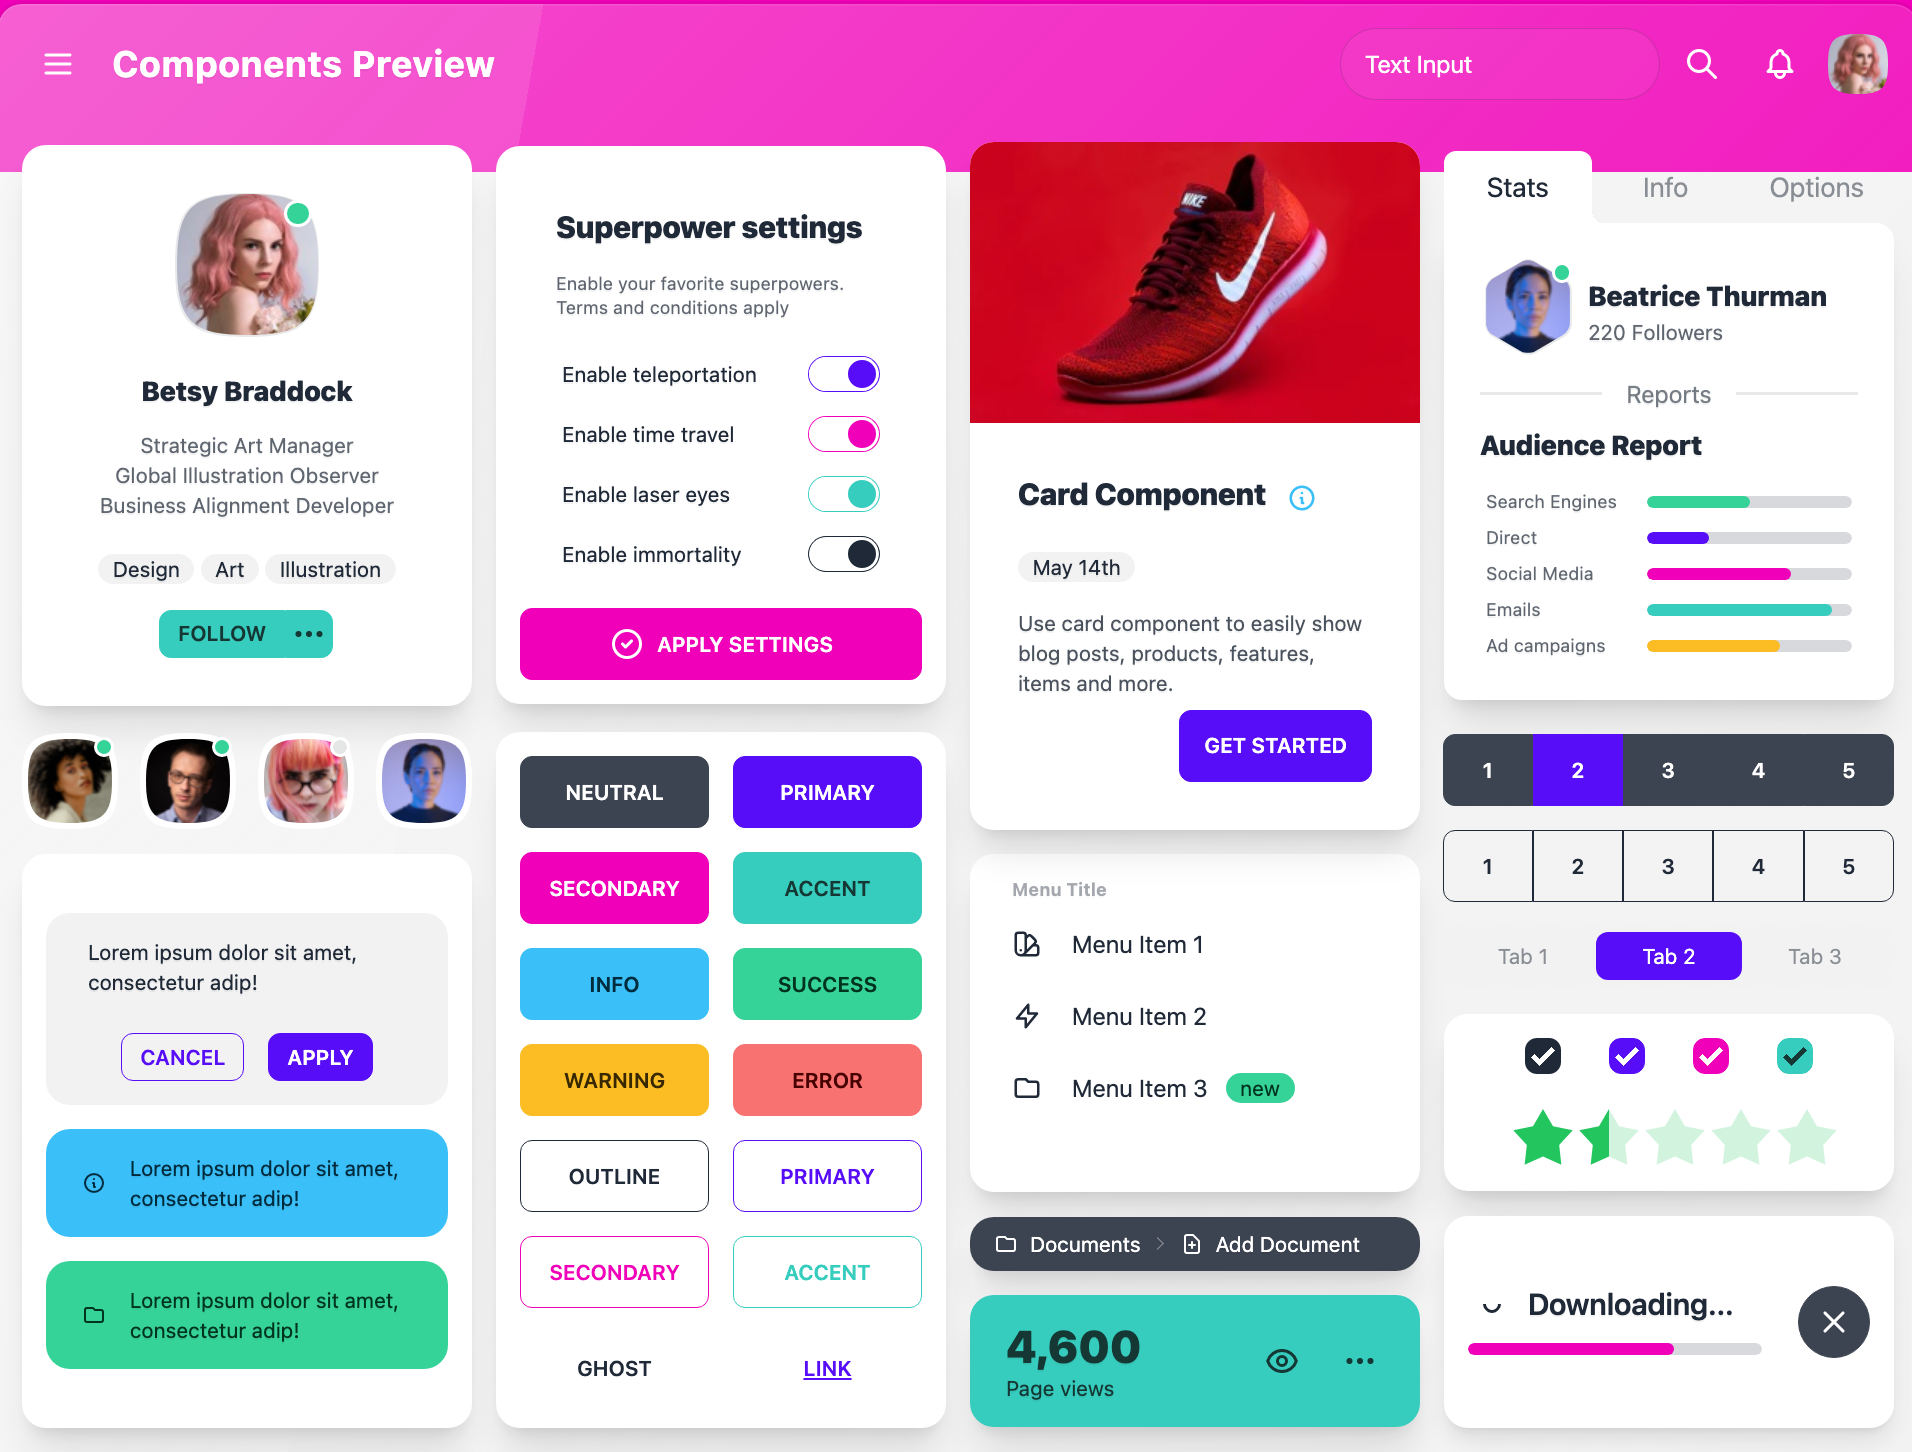 Components Preview
Text Input
Betsy Braddock
Strategic Art Manager
Global Illustration Observer
Business Alignment Developer
Design
Art
Illustration
FOLLOW
Lorem ipsum dolor sit amet,
consectetur adip!
CANCEL
APPLY
Lorem ipsum dolor sit amet,
consectetur adip!
Lorem ipsum dolor sit amet,
consectetur adip!
Superpower settings
Enable your favorite superpowers.
Terms and conditions apply
Enable teleportation
Enable time travel
Enable laser eyes
Enable immortality
APPLY SETTINGS
NEUTRAL
PRIMARY
SECONDARY
ACCENT
INFO
SUCCESS
WARNING
ERROR
OUTLINE
PRIMARY
SECONDARY
ACCENT
GHOST
LINK
NIKE
Card Component
May 14th
Use card component to easily show
blog posts, products, features,
items and more.
GET STARTED
Menu Title
Menu Item 1
Menu Item 2
Menu Item 3 new
Documents
Add Document
4,600
Page views
Stats
Info
Options
Beatrice Thurman
220 Followers
Reports
Audience Report
Search Engines
Direct
Social Media
Emails
Ad campaigns
1 2 3 4 5
1 2 3 4 5
Tab 1
Tab 2
Tab 3
Downloading...